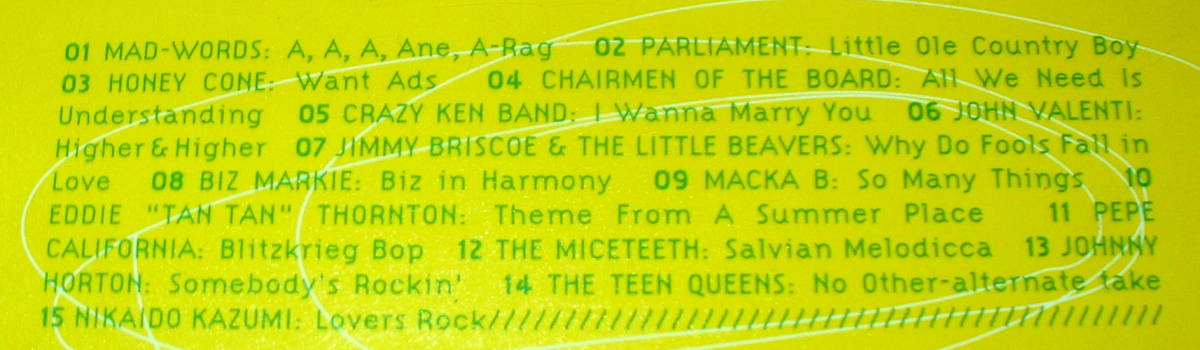 01 MAD-WORDS: A, A, A, Ane, A-Rag 02 PARLIAMENT: Little Ole Country Boy
03 HONEY CONE: Want Ads 04 CHAIRMEN OF THE BOARD: All We Need Is
Understanding 05 CRAZY KEN BAND: I Wanna Marry You 06 JOHN VALENTI:
Higher & Higher 07 JIMMY BRISCOE & THE LITTLE BEAVERS: Why Do Fools Fall in
Love 08 BIZ MARKIE: Biz in Harmony 09 MACKA B: So Many Things 10
EDDIE "TAN TAN" THORNTON: Theme From A Summer Place 11 PEPE
CALIFORNIA: Blitzkrieg Bop 12 THE MICETEETH: Salvian Melodicca 13 JOHNNY
HORTON: Somebody's Rockin' 14 THE TEEN QUEENS: No Other-alternate take
15 NIKAIDO KAZUMI: Lovers Rock////////////////////////////////////////